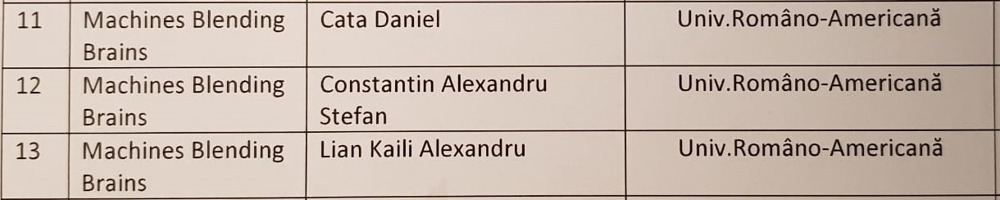 11 Machines Blending Cata Daniel Univ.Româno-Americană
Brains
12 Machines Blending Constantin Alexandru Univ.Româno-Americană
Brains Stefan
13 Machines Blending Lian Kaili Alexandru Univ.Româno-Americană
Brains